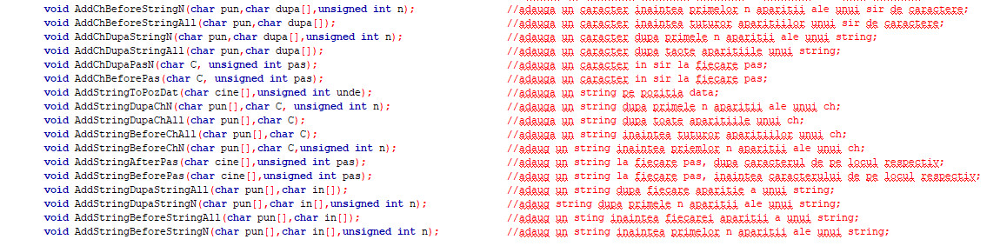 void AddChBeforeStringN(char pun,char dupa[],unsigned int n); //adauga un caracter inaintea primelor n aparitii ale unui sir de caractere;
void AddChBeforeStringAll(char pun,char dupa[]); //adauga un caracter inaintea tuturor aparitiilor unui sir de caractere;
void AddChDupaStringN(char pun,char dupa[],unsigned int n); //adauga un caracter dupa primele n aparitii ale unui string;
void AddChDupaStringAll(char pun,char dupa[]); //adauga un caracter dupa taote aparitiile unui string;
void AddChDupaPasN(char C, unsigned int pas); //adauga un caracter in sir la fiecare pas;
void AddChBeforePas(char C, unsigned int pas); //adauga un caracter in sir la fiecare pas;
void AddStringToPozDat(char cine[],unsigned int unde); //adauga un string pe pozitia data;
void AddStringDupaChN(char pun[],char C, unsigned int n); //adauga un string dupa primele n aparitii ale unui ch;
void AddStringDupaChAll(char pun[],char C); //adauga un string dupa toate aparitiile unui ch;
void AddStringBeforeChAll(char pun[],char C); //adauga un string inaintea tuturor aparitiilor unui ch;
void AddStringBeforeChN(char pun[],char C,unsigned int n); //adaug un string inaintea priemlor n aparitii ale unui ch;
void AddStringAfterPas(char cine[],unsigned int pas); //adaug un string la fiecare pas, dupa caracterul de pe locul respectiv;
void AddStringBeforePas(char cine[],unsigned int pas); //adaug un string la fiecare pas, inaintea caracterului de pe locul respectiv;
void AddStringDupaStringAll(char pun[],char in[]); //adaug un string dupa fiecare aparitie a unui string;
void AddStringDupaStringN(char pun[],char in[],unsigned int n); //adaug string dupa primele n aparitii ale unui string;
void AddStringBeforeStringAll(char pun[],char in[]); //adaug un sting inaintea fiecarei aparitii a unui string;
void AddStringBeforeStringN(char pun[],char in[],unsigned int n); //adaug un string inaintea primelor n aparitii ale unui string;